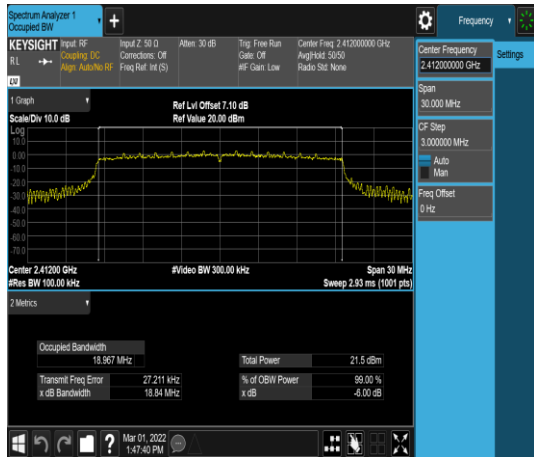 Spectrum Analyzer 1
Occupied BW
+
Frequency
KEYSIGHT
RL
LXI
Input: RF
Coupling: DC
Align: Auto/No RF
Input Z: 50 Ω
Corrections: Off
Freq Ref: Int (S)
Atten: 30 dB
Trig: Free Run
Gate: Off
#IF Gain: Low
Center Freq: 2.412000000 GHz
Avg|Hold: 50/50
Radio Std: None
Center Frequency
2.412000000 GHz
Settings
Span
30.000 MHz
CF Step
3.000000 MHz
Auto
Man
Freq Offset
0 Hz
1 Graph
Scale/Div 10.0 dB
Ref Lvl Offset 7.10 dB
Ref Value 20.00 dBm
Log
10.0
0.00
-10.0
-20.0
-30.0
-40.0
-50.0
-60.0
-70.0
Center 2.41200 GHz
#Video BW 300.00 kHz
Span 30 MHz
#Res BW 100.00 kHz
Sweep 2.93 ms (1001 pts)
2 Metrics
Occupied Bandwidth
18.967 MHz
Total Power 21.5 dBm
Transmit Freq Error 27.211 kHz
% of OBW Power 99.00 %
x dB Bandwidth 18.84 MHz
x dB -6.00 dB
?
Mar 01, 2022
1:47:40 PM